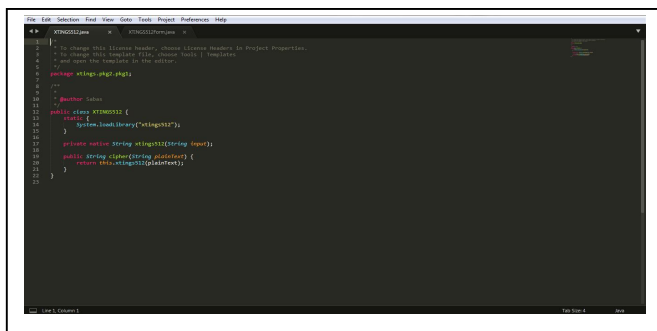 File Edit Selection Find View Goto Tools Project Preferences Help
XTINGS512.java × XTINGS512Form.java ×
1 /*
2 * To change this license header, choose License Headers in Project Properties.
3 * To change this template file, choose Tools | Templates
4 * and open the template in the editor.
5 */
6 package xtings.pkg2.pkg1;
7
8 /**
9 *
10 * @author Sabas
11 */
12 public class XTINGS512 {
13 static {
14 System.loadLibrary("xtings512");
15 }
16
17 private native String xtings512(String input);
18
19 public String cipher(String plainText) {
20 return this.xtings512(plainText);
21 }
22 }
23
Line 1, Column 1 Tab Size: 4 Java